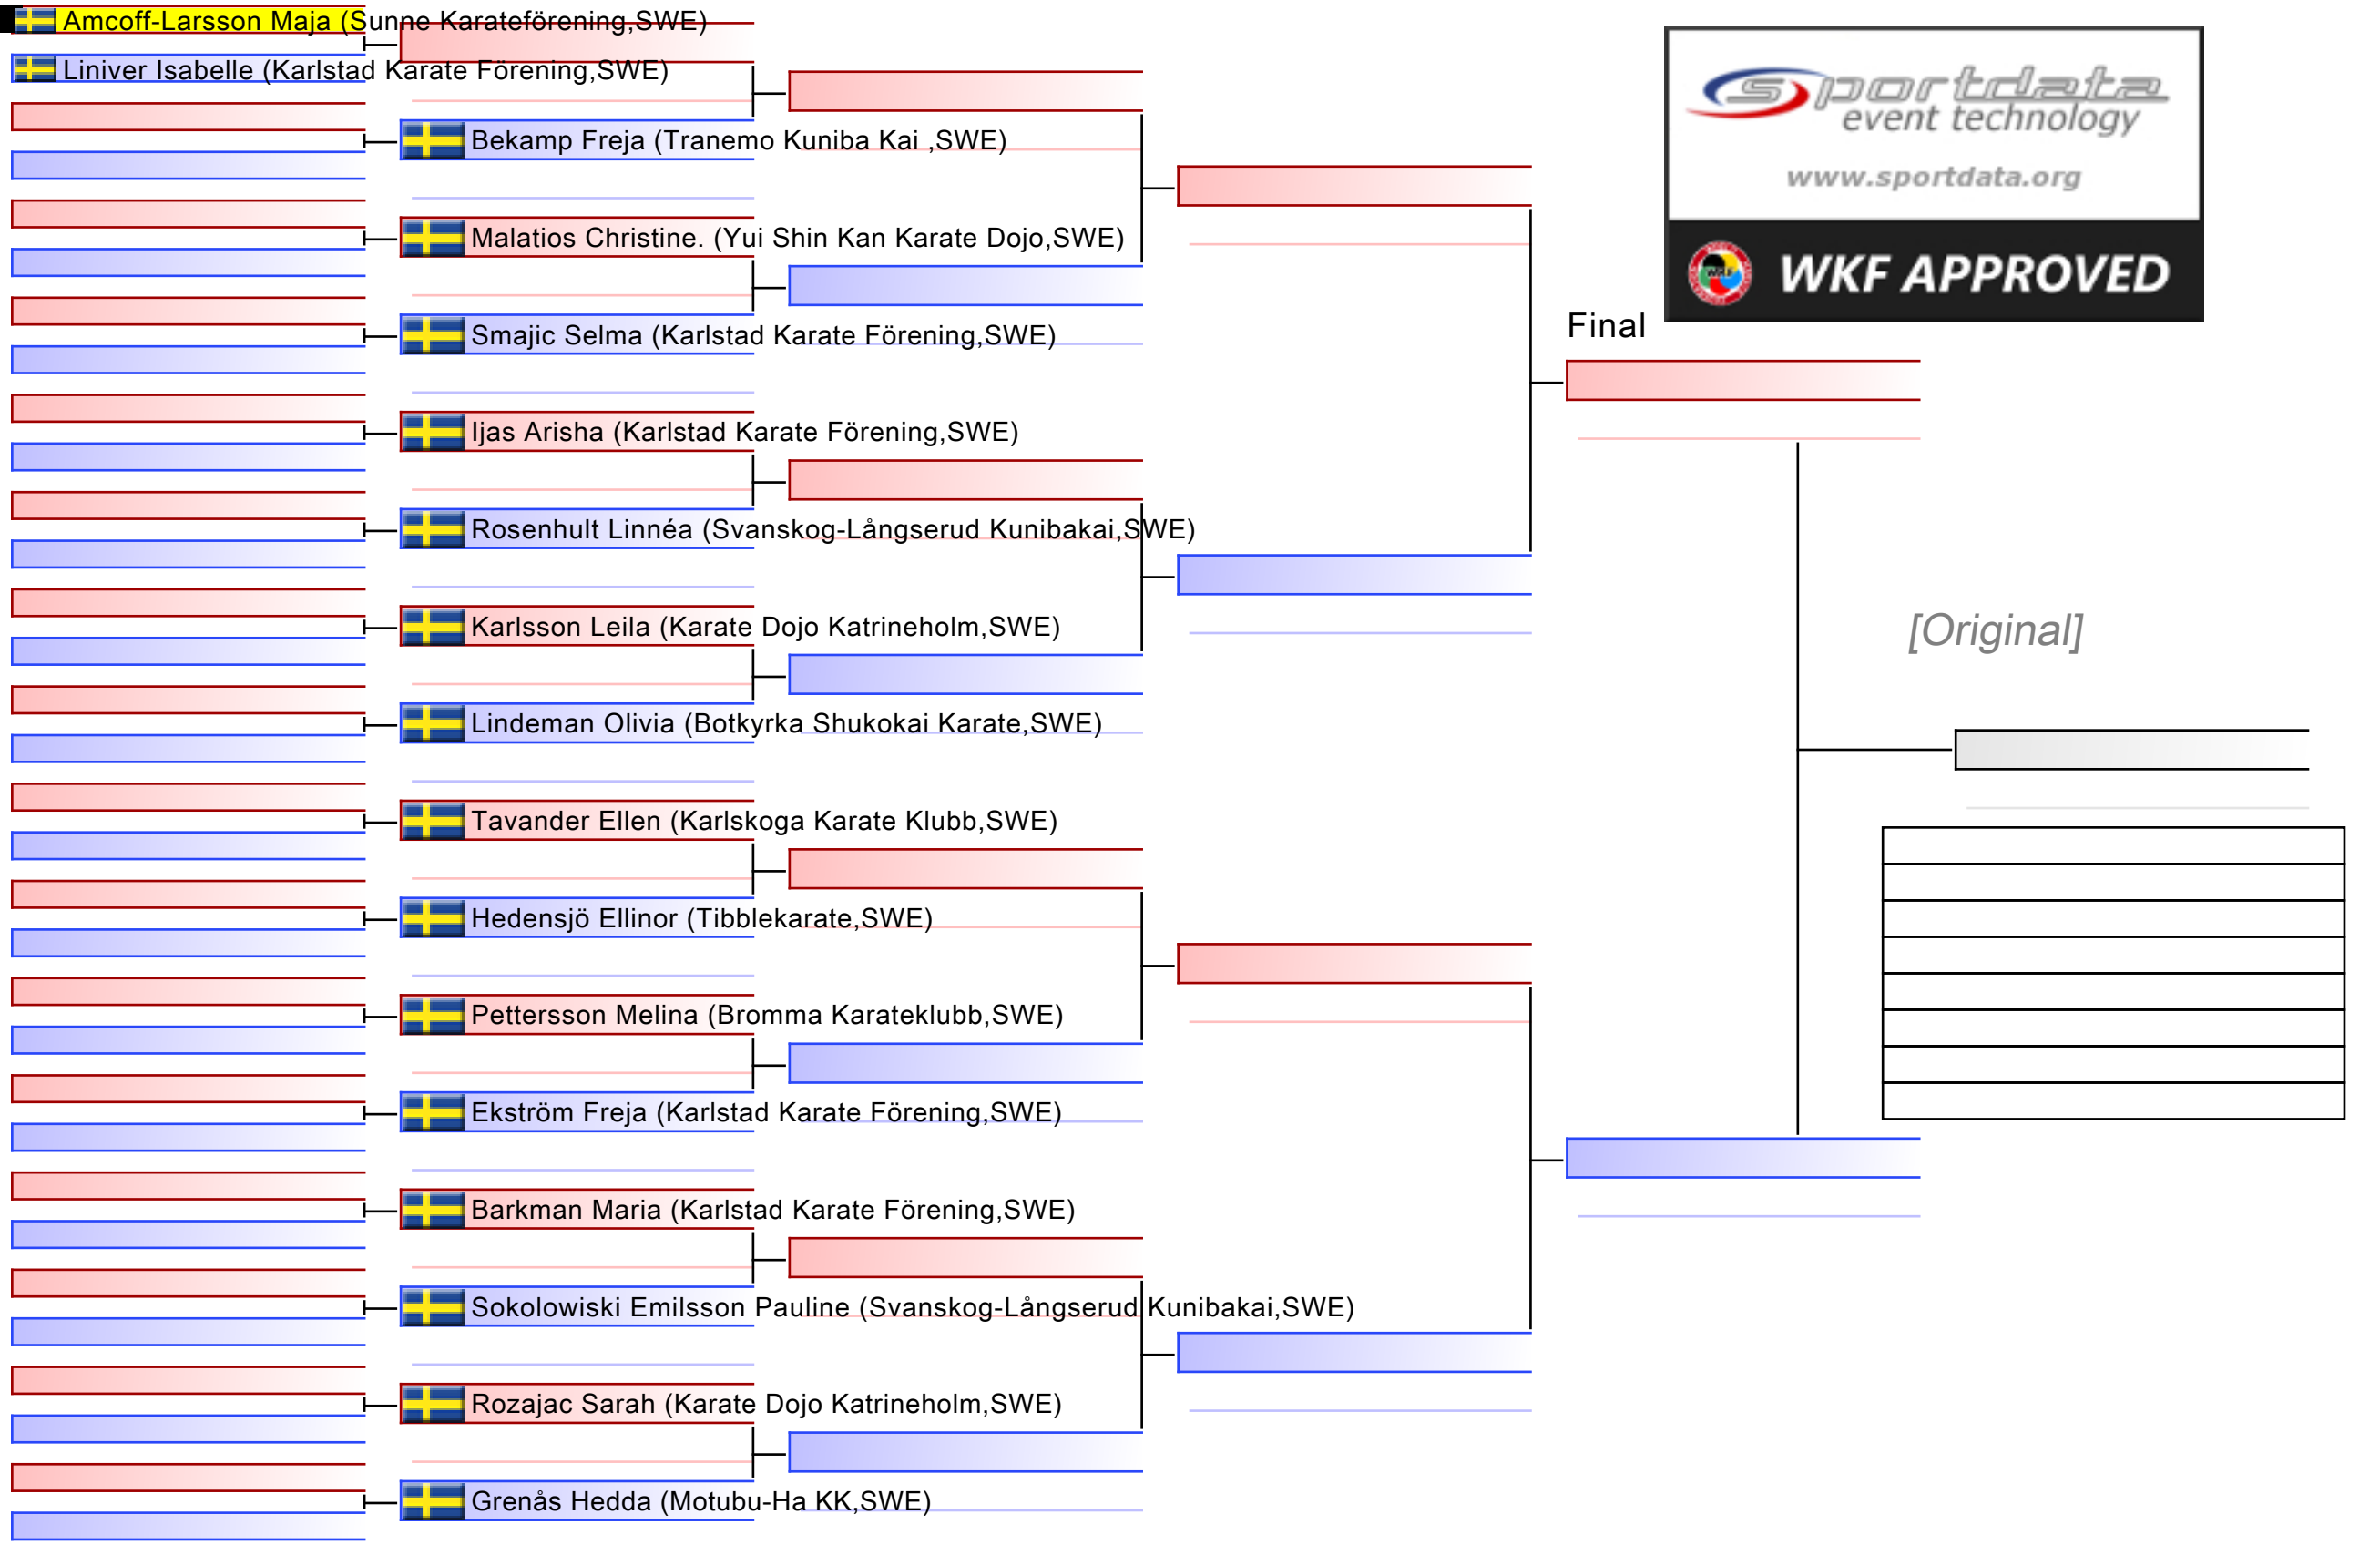 Amcoff-Larsson Maja (Sunne Karateförening,SWE)
Liniver Isabelle (Karlstad Karate Förening,SWE)
Bekamp Freja (Tranemo Kuniba Kai ,SWE)
Malatios Christine. (Yui Shin Kan Karate Dojo,SWE)
Smajic Selma (Karlstad Karate Förening,SWE)
Ijas Arisha (Karlstad Karate Förening,SWE)
Rosenhult Linnéa (Svanskog-Långserud Kunibakai,SWE)
Karlsson Leila (Karate Dojo Katrineholm,SWE)
Lindeman Olivia (Botkyrka Shukokai Karate,SWE)
Tavander Ellen (Karlskoga Karate Klubb,SWE)
Hedensjö Ellinor (Tibblekarate,SWE)
Pettersson Melina (Bromma Karateklubb,SWE)
Ekström Freja (Karlstad Karate Förening,SWE)
Barkman Maria (Karlstad Karate Förening,SWE)
Sokolowiski Emilsson Pauline (Svanskog-Långserud Kunibakai,SWE)
Rozajac Sarah (Karate Dojo Katrineholm,SWE)
Grenås Hedda (Motubu-Ha KK,SWE)
sportdata
event technology
www.sportdata.org
WKF
WKF APPROVED
Final
[Original]